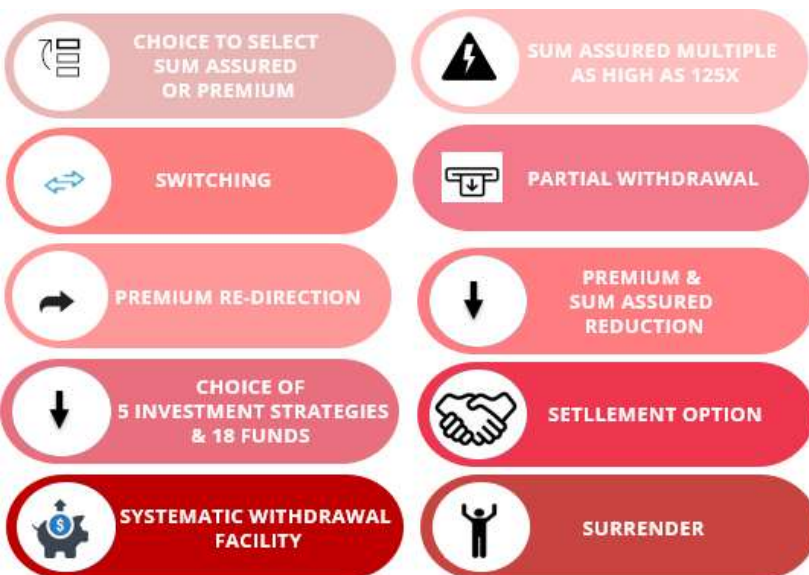 CHOICE TO SELECT
SUM ASSURED
OR PREMIUM
SUM ASSURED MULTIPLE
AS HIGH AS 125X
SWITCHING
PARTIAL WITHDRAWAL
PREMIUM RE-DIRECTION
PREMIUM &
SUM ASSURED
REDUCTION
CHOICE OF
5 INVESTMENT STRATEGIES
& 18 FUNDS
SETLLEMENT OPTION
$
SYSTEMATIC WITHDRAWAL
FACILITY
SURRENDER